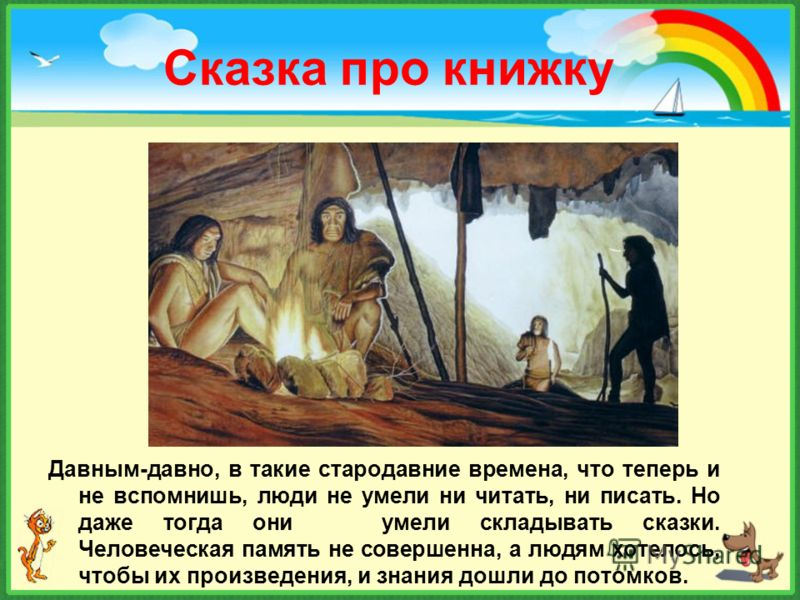 Сказка про книжку
Давным-давно, в такие стародавние времена, что теперь и
не вспомнишь, люди не умели ни читать, ни писать. Но
даже тогда они умели складывать сказки.
Человеческая память не совершенна, а людям хотелось,
чтобы их произведения, и знания дошли до потомков.
MyShared